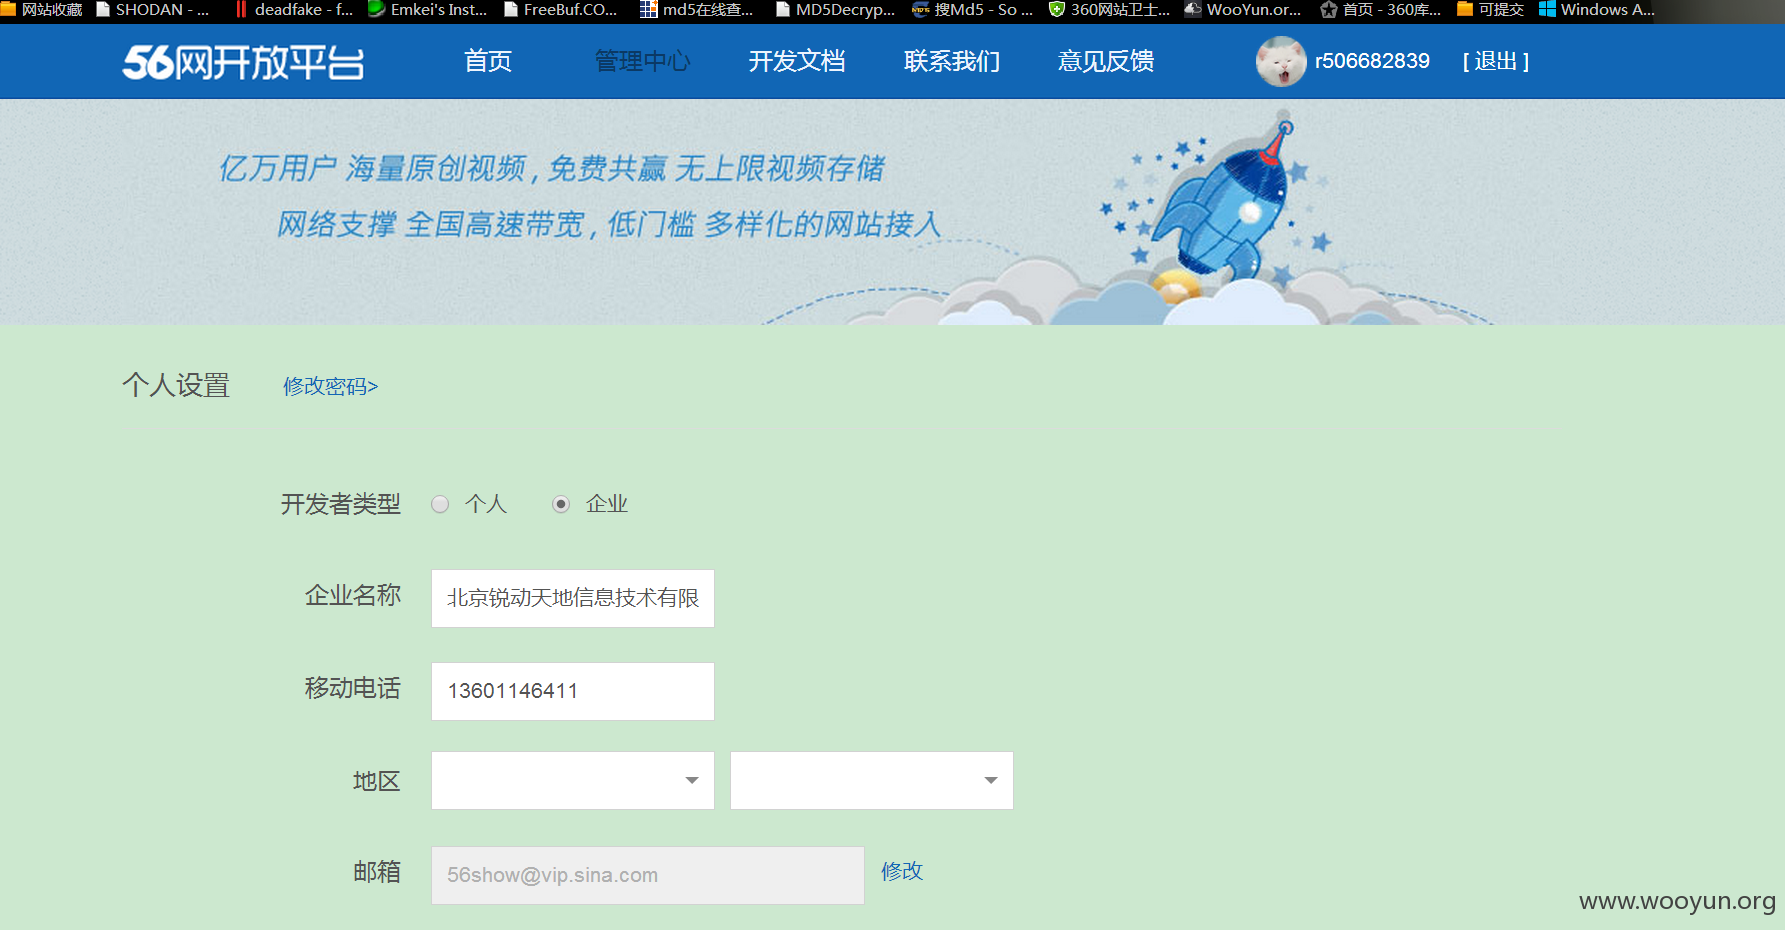 网站收藏 SHODAN - ... deadfake - f... Emkei's Inst... FreeBuf.CO... md5在线查... MD5Decryp... 搜Md5 - So ... 360网站卫士... WooYun.or... 首页 - 360库... 可提交 Windows A...
56网开放平台 首页 管理中心 开发文档 联系我们 意见反馈 r506682839 [ 退出 ]
亿万用户 海量原创视频 , 免费共赢 无上限视频存储
网络支撑 全国高速带宽 , 低门槛 多样化的网站接入
个人设置 修改密码>
开发者类型 个人 企业
企业名称 北京锐动天地信息技术有限
移动电话 13601146411
地区
邮箱 56show@vip.sina.com 修改
www.wooyun.org